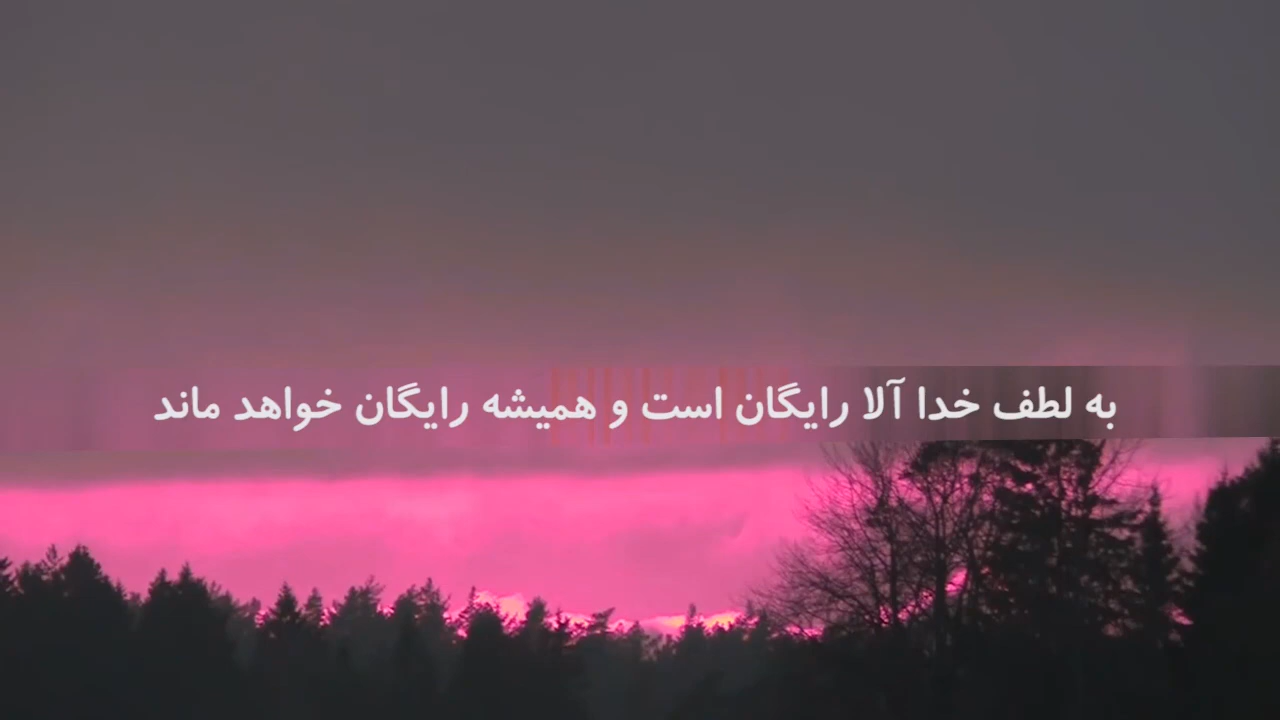 به لطف خدا آلا رایگان است و همیشه رایگان خواهد ماند